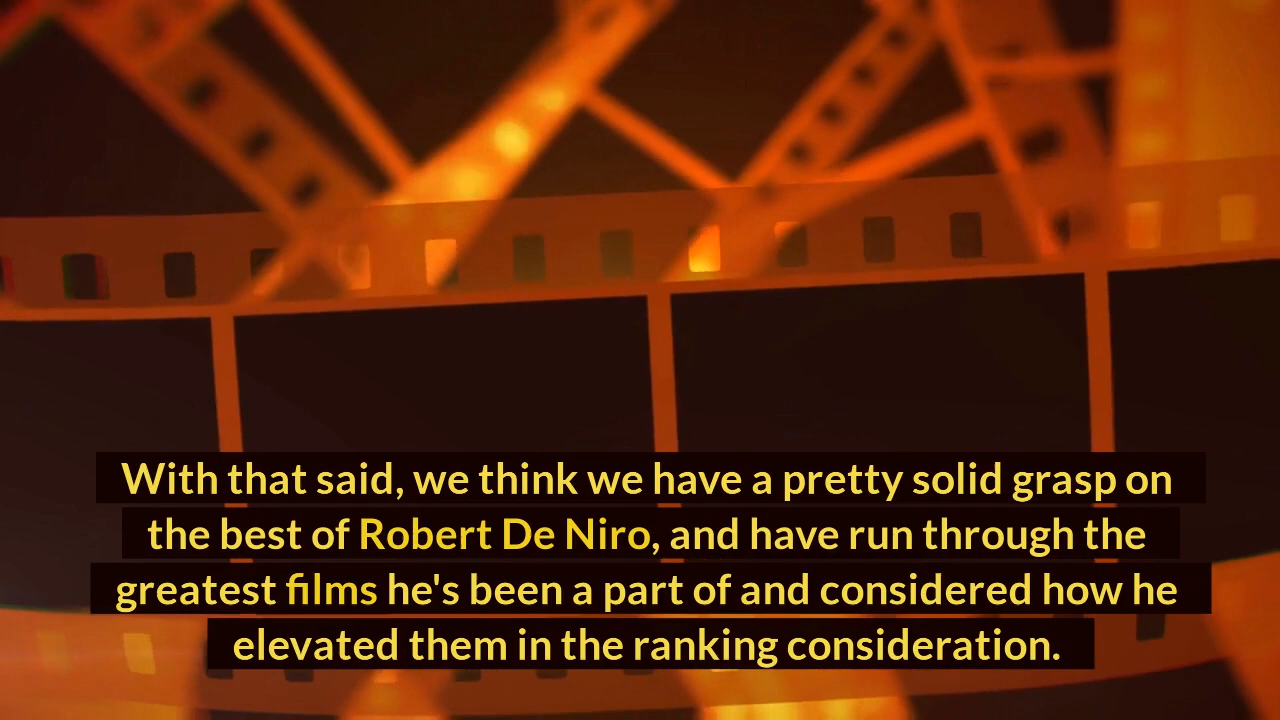 With that said, we think we have a pretty solid grasp on
the best of Robert De Niro, and have run through the
greatest films he's been a part of and considered how he
elevated them in the ranking consideration.